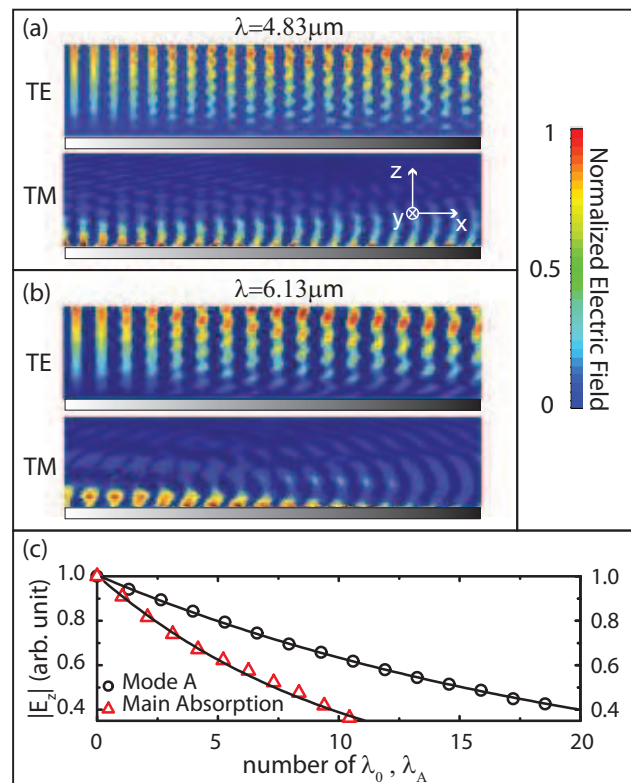 (a)
λ=4.83µm
TE
TM
z
y
x
(b)
λ=6.13µm
TE
TM
1
0.5
0
Normalized Electric Field
(c)
1.0
0.8
0.6
0.4
1.0
0.8
0.6
0.4
|E_z| (arb. unit)
Mode A
Main Absorption
0 5 10 15 20
number of λ₀ , λ_A